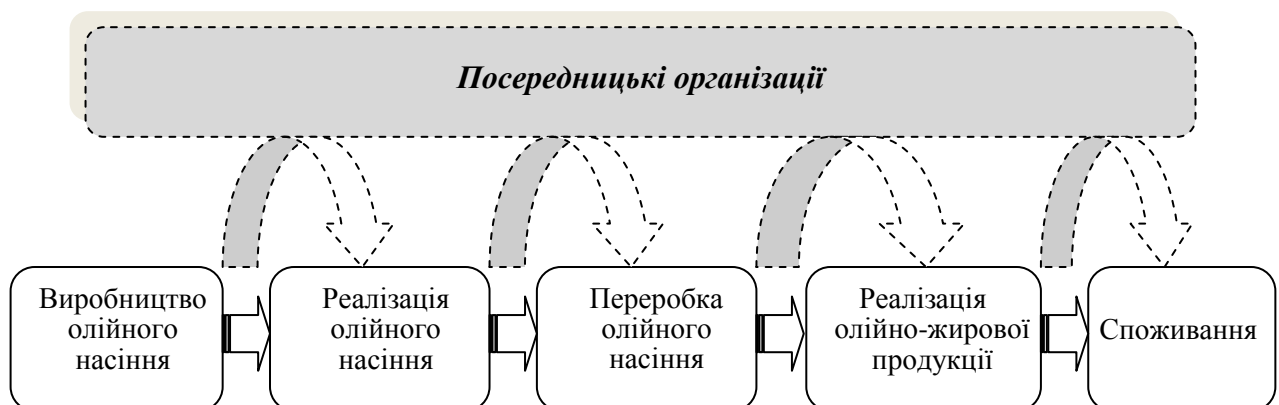 Посередницькі організації
Виробництво
олійного
насіння
Реалізація
олійного
насіння
Переробка
олійного
насіння
Реалізація
олійно-жирової
продукції
Споживання